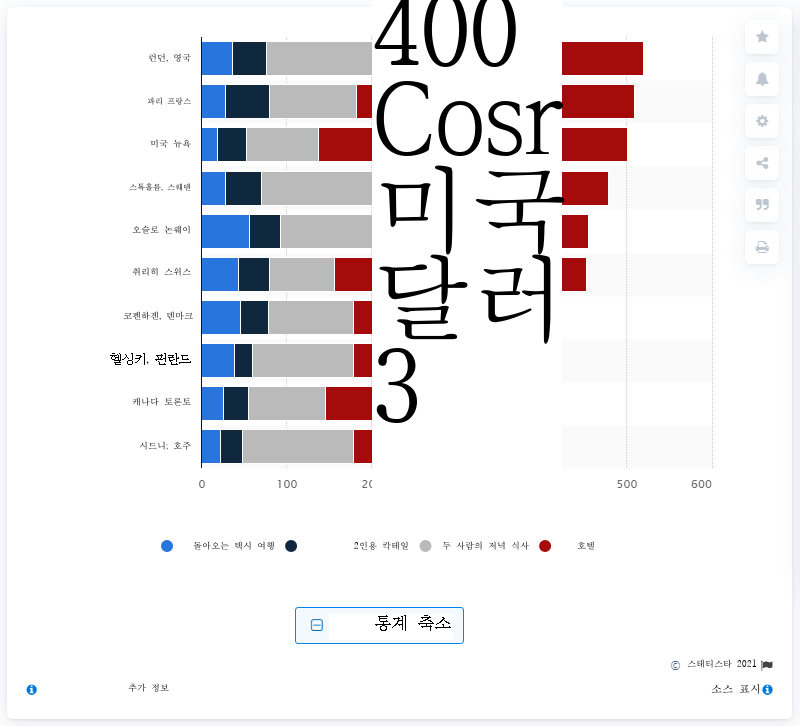 런던, 영국
파리 프랑스
미국 뉴욕
스톡홀름, 스웨덴
오슬로 논웨이
취리히 스위스
코펜하겐, 덴마크
헬싱키, 핀란드
캐나다 토론토
시드니; 호주
400
Cosr
미국
달러
3
0 100 20 500 600
돌아오는 택시 여행 2인용 칵테일 두 사람의 저녁 식사 호텔
통계 축소
© 스태티스타 2021
추가 정보 소스 표시